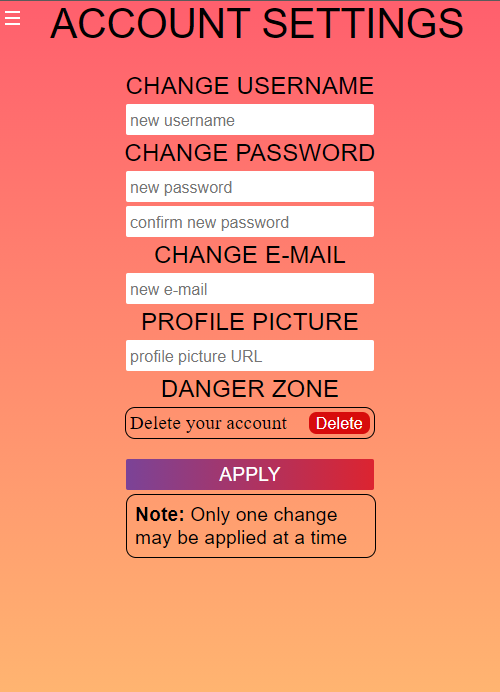 ACCOUNT SETTINGS
CHANGE USERNAME
new username
CHANGE PASSWORD
new password
confirm new password
CHANGE E-MAIL
new e-mail
PROFILE PICTURE
profile picture URL
DANGER ZONE
Delete your account Delete
APPLY
Note: Only one change
may be applied at a time